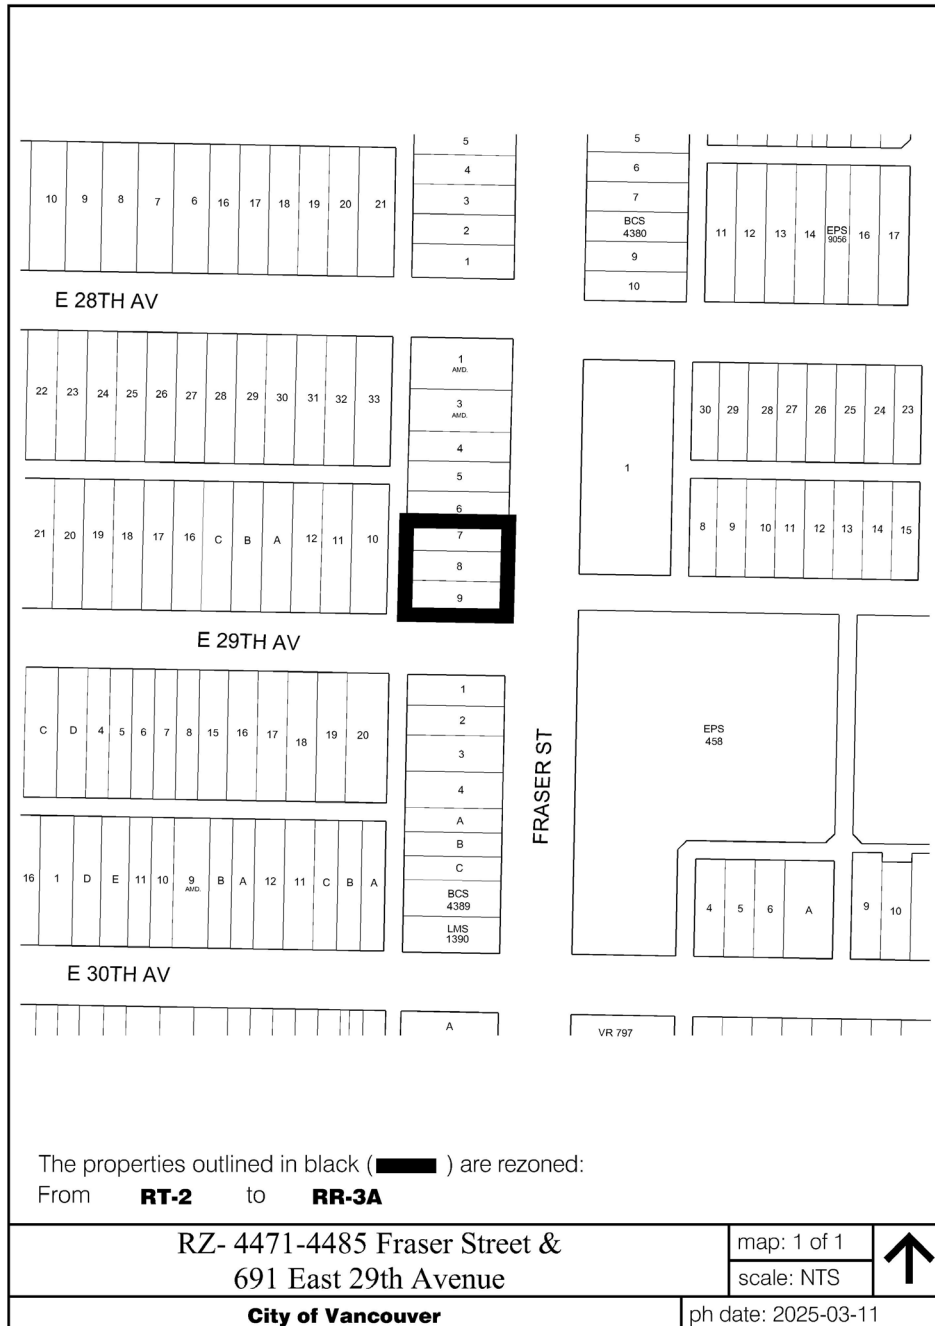 5
4
3
2
1
5
6
7
BCS
4380
9
10
10 9 8 7 6 16 17 18 19 20 21
11 12 13 14 EPS
9056 16 17
E 28TH AV
22 23 24 25 26 27 28 29 30 31 32 33
1
AMD.
3
AMD.
4
5
6
7
8
9
1
30 29 28 27 26 25 24 23
21 20 19 18 17 16 C B A 12 11 10
8 9 10 11 12 13 14 15
E 29TH AV
C D 4 5 6 7 8 15 16 17 18 19 20
1
2
3
4
A
B
C
BCS
4389
LMS
1390
FRASER ST
EPS
458
16 1 D E 11 10 9
AMD. B A 12 11 C B A
4 5 6 A 9 10
E 30TH AV
A
VR 797
The properties outlined in black ( ) are rezoned:
From RT-2 to RR-3A
RZ- 4471-4485 Fraser Street &
691 East 29th Avenue
map: 1 of 1
scale: NTS
City of Vancouver
ph date: 2025-03-11